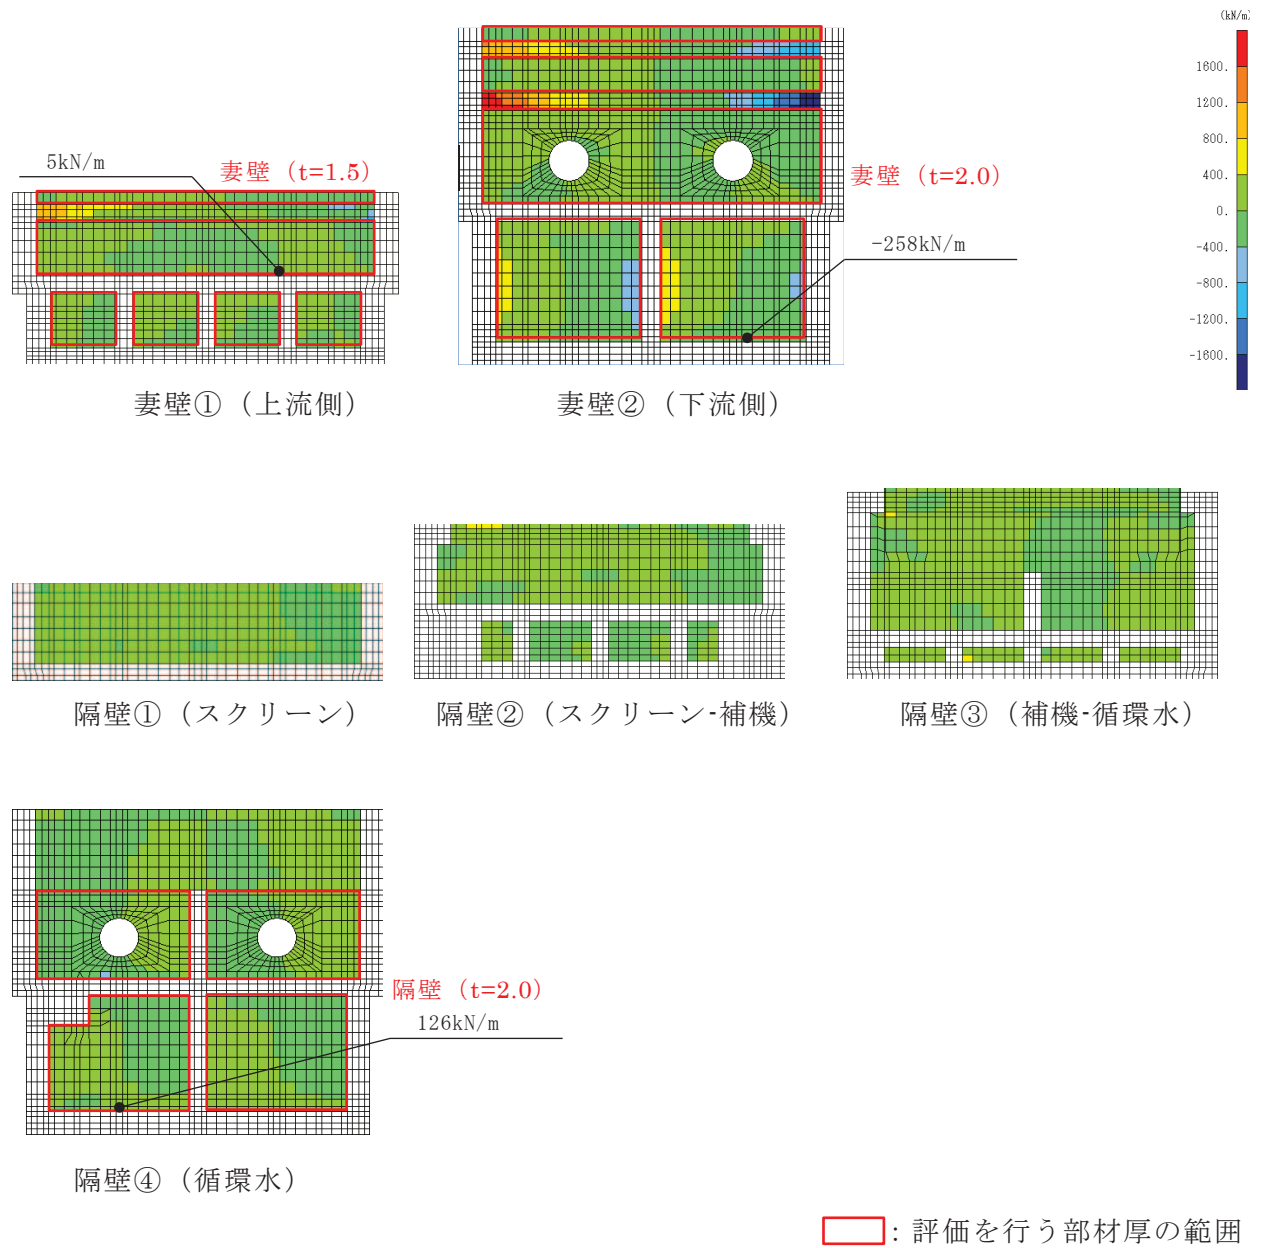 (kN/m)
1600.
1200.
800.
400.
0.
-400.
-800.
-1200.
-1600.
5kN/m
妻壁（t=1.5）
妻壁（t=2.0）
-258kN/m
妻壁①（上流側）
妻壁②（下流側）
隔壁①（スクリーン）
隔壁②（スクリーン-補機）
隔壁③（補機-循環水）
隔壁（t=2.0）
126kN/m
隔壁④（循環水）
：評価を行う部材厚の範囲